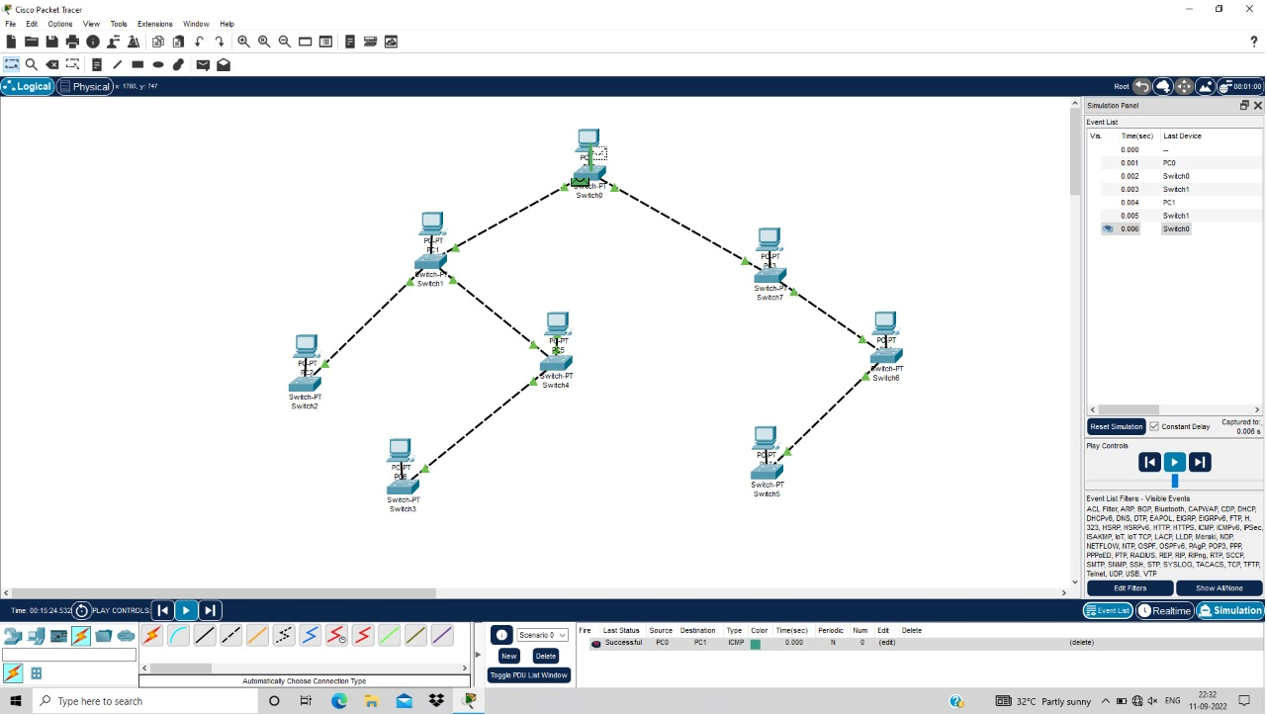 Cisco Packet Tracer
File Edit Options View Tools Extensions Window Help
?
Logical Physical x: 1780, y: 747
Root 08:01:00
PC-PT
Switch0
PC-PT
PC1
Switch-PT
Switch1
PC-PT
Switch-PT
Switch7
PC-PT
PC2
Switch-PT
Switch2
PC-PT
PC5
Switch-PT
Switch4
Switch-PT
Switch6
PC-PT
Switch-PT
Switch3
PC-PT
Switch-PT
Switch5
Simulation Panel
Event List
Vis. Time(sec) Last Device
0.000 --
0.001 PC0
0.002 Switch0
0.003 Switch1
0.004 PC1
0.005 Switch1
0.006 Switch0
Reset Simulation Constant Delay Captured to:
0.006 s
Play Controls
Event List Filters - Visible Events
ACL Filter, ARP, BGP, Bluetooth, CAPWAP, CDP, DHCP,
DHCPv6, DNS, DTP, EAPOL, EIGRP, EIGRPv6, FTP, H.
323, HSRP, HSRPv6, HTTP, HTTPS, ICMP, ICMPv6, IPSec,
ISAKMP, IoT, IoT TCP, LACP, LLDP, Meraki, NDP,
NETFLOW, NTP, OSPF, OSPFv6, PAgP, POP3, PPP,
PPPoED, PTP, RADIUS, REP, RIP, RIPng, RTP, SCCP,
SMTP, SNMP, SSH, STP, SYSLOG, TACACS, TCP, TFTP,
Telnet, UDP, USB, VTP
Edit Filters Show All/None
Time: 00:15:24.532 PLAY CONTROLS:
Event List Realtime Simulation
Scenario 0
New Delete
Toggle PDU List Window
Fire Last Status Source Destination Type Color Time(sec) Periodic Num Edit Delete
Successful PC0 PC1 ICMP 0.000 N 0 (edit) (delete)
Automatically Choose Connection Type
Type here to search
32°C Partly sunny ENG
22:32
11-09-2022